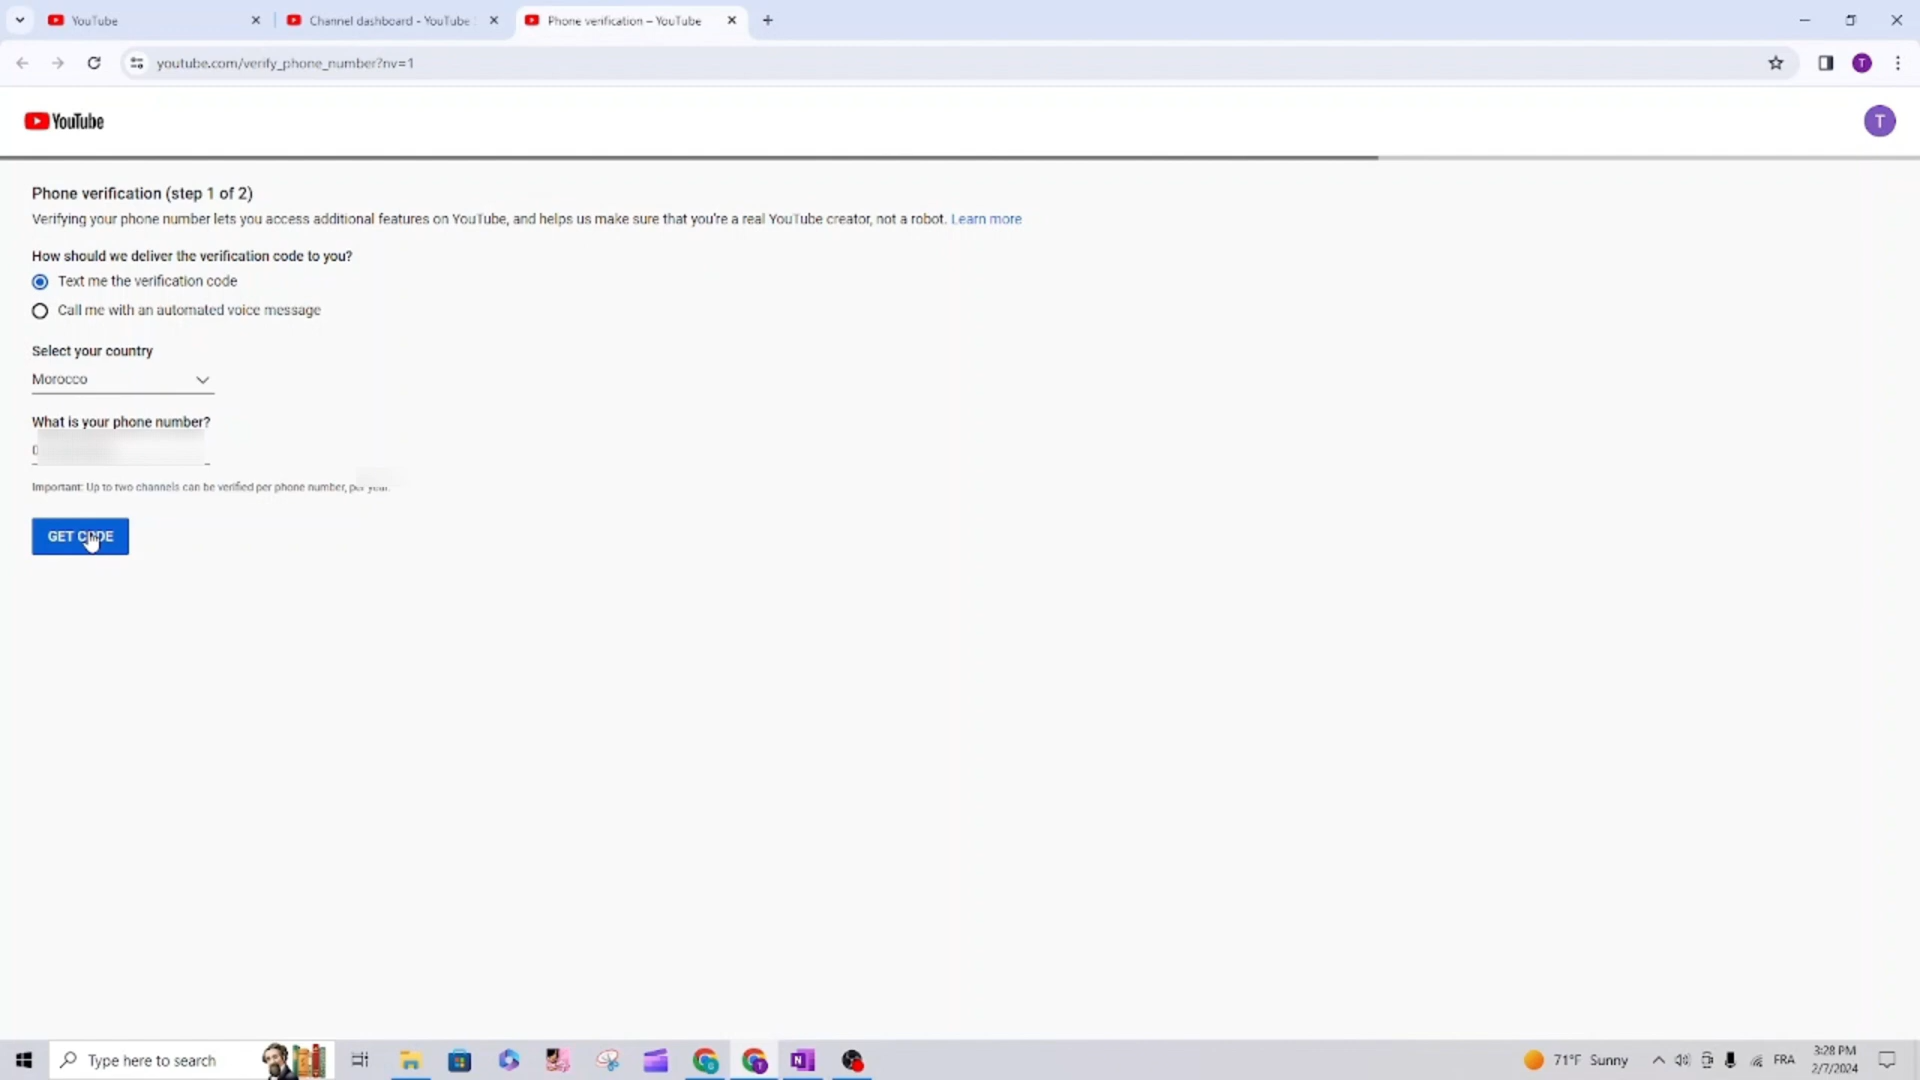 YouTube
Channel dashboard - YouTube
Phone verification – YouTube
youtube.com/verify_phone_number?nv=1
T
YouTube
T
Phone verification (step 1 of 2)
Verifying your phone number lets you access additional features on YouTube, and helps us make sure that you're a real YouTube creator, not a robot. Learn more
How should we deliver the verification code to you?
Text me the verification code
Call me with an automated voice message
Select your country
Morocco
What is your phone number?
Important: Up to two channels can be verified per phone number, per year.
GET CODE
Type here to search
71°F Sunny
FRA
3:28 PM
2/7/2024